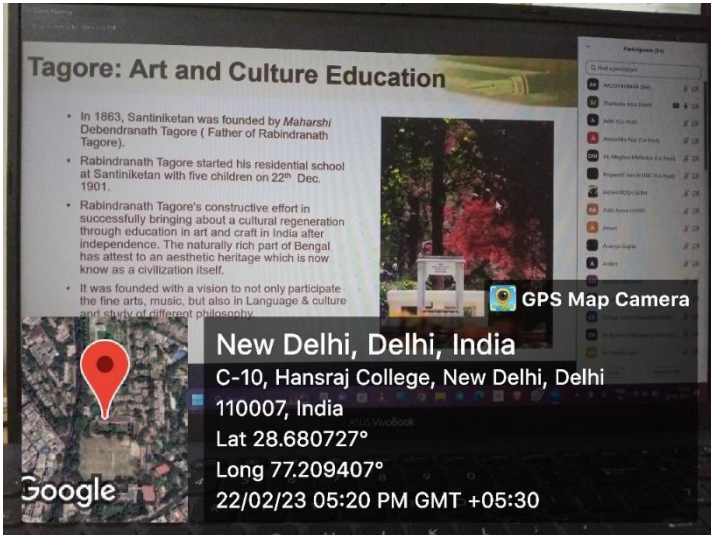 Tagore: Art and Culture Education
• In 1863, Santiniketan was founded by Maharshi
Debendranath Tagore ( Father of Rabindranath
Tagore).
• Rabindranath Tagore started his residential school
at Santiniketan with five children on 22th Dec.
1901.
• Rabindranath Tagore's constructive effort in
successfully bringing about a cultural regeneration
through education in art and craft in India after
independence. The naturally rich part of Bengal
has attest to an aesthetic heritage which is now
know as a civilization itself.
• It was founded with a vision to not only participate
the fine arts, music, but also in Language & culture
and study of different philosophy.
Find a participant
Ananya Gupta
GPS Map Camera
New Delhi, Delhi, India
C-10, Hansraj College, New Delhi, Delhi
110007, India
Lat 28.680727°
Long 77.209407°
22/02/23 05:20 PM GMT +05:30
Google
ASUS VivoBook